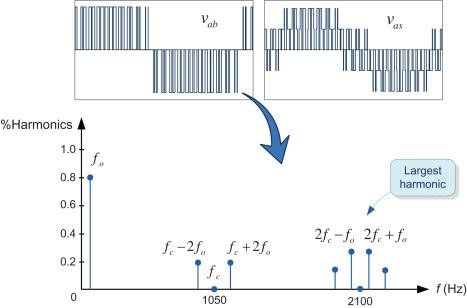 v_ab
v_as
%Harmonics
1.0
0.8
0.6
0.4
0.2
0
f_o
f_c−2f_o
f_c
f_c+2f_o
1050
Largest
harmonic
2f_c−f_o
2f_c+f_o
2100
f (Hz)